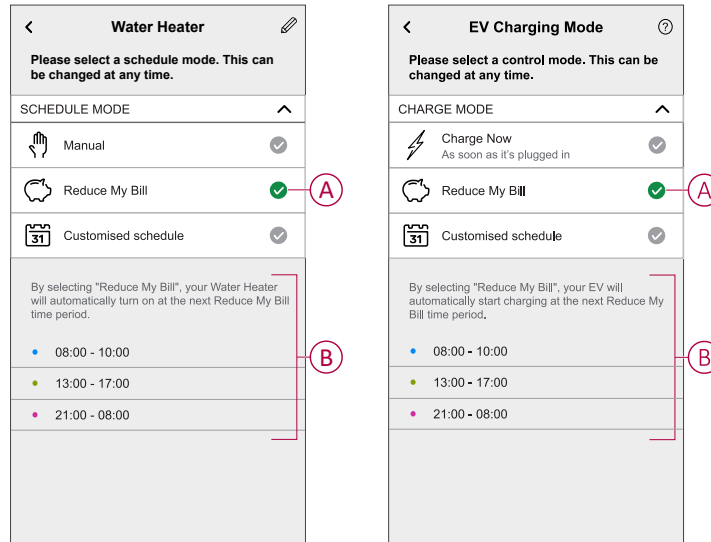 Water Heater
Please select a schedule mode. This can
be changed at any time.
SCHEDULE MODE
Manual
Reduce My Bill
A
31
Customised schedule
By selecting "Reduce My Bill", your Water Heater
will automatically turn on at the next Reduce My Bill
time period.
08:00 - 10:00
B
13:00 - 17:00
21:00 - 08:00
EV Charging Mode
?
Please select a control mode. This can be
changed at any time.
CHARGE MODE
Charge Now
As soon as it's plugged in
Reduce My Bill
A
31
Customised schedule
By selecting "Reduce My Bill", your EV will
automatically start charging at the next Reduce My
Bill time period.
08:00 - 10:00
B
13:00 - 17:00
21:00 - 08:00